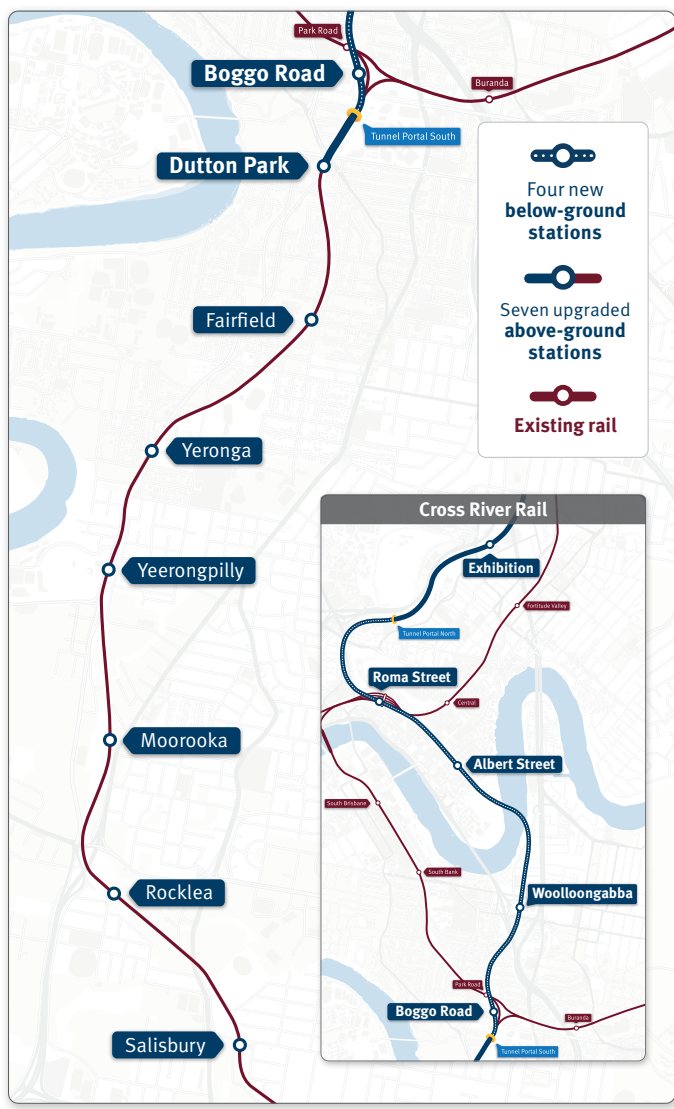 Park Road
Boggo Road
Buranda
Tunnel Portal South
Dutton Park
Four new
below-ground
stations
Seven upgraded
above-ground
stations
Existing rail
Fairfield
Yeronga
Yeerongpilly
Moorooka
Rocklea
Salisbury
Cross River Rail
Exhibition
Fortitude Valley
Tunnel Portal North
Roma Street
Central
Albert Street
South Brisbane
South Bank
Woolloongabba
Park Road
Boggo Road
Buranda
Tunnel Portal South